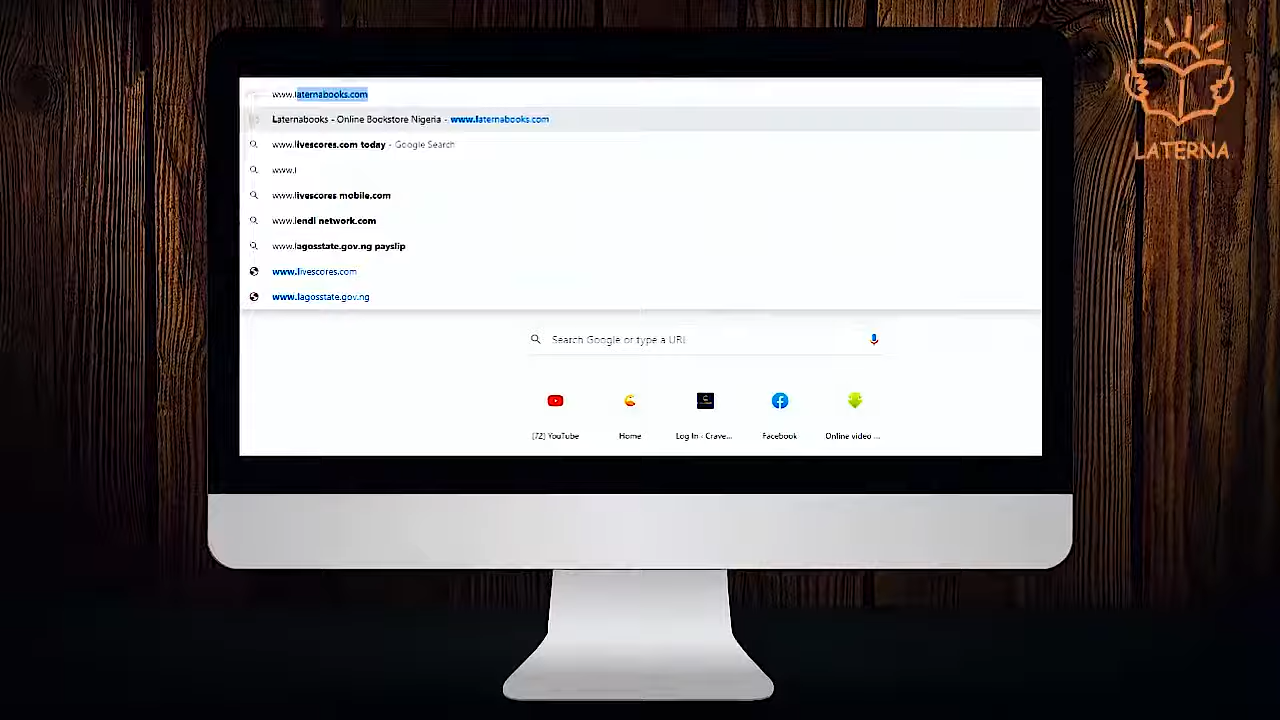 www.laternabooks.com
Laternabooks - Online Bookstore Nigeria - www.laternabooks.com
www.livescores.com today - Google Search
www.l
www.livescores mobile.com
www.lendl network.com
www.lagosstate.gov.ng payslip
www.livescores.com
www.lagosstate.gov.ng
Search Google or type a URL
[72] YouTube
Home
Log In ‹ Crave...
Facebook
Online video ...
LATERNA